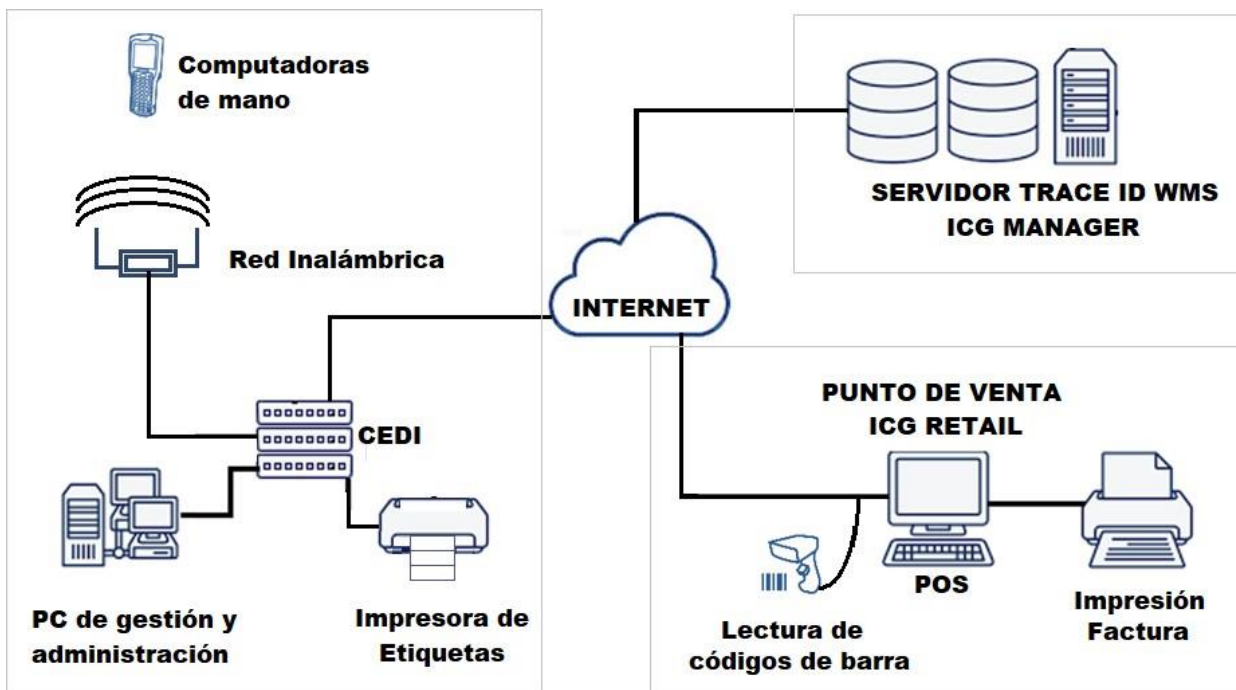 Computadoras
de mano
Red Inalámbrica
CEDI
PC de gestión y
administración
Impresora de
Etiquetas
INTERNET
SERVIDOR TRACE ID WMS
ICG MANAGER
PUNTO DE VENTA
ICG RETAIL
POS
Lectura de
códigos de barra
Impresión
Factura